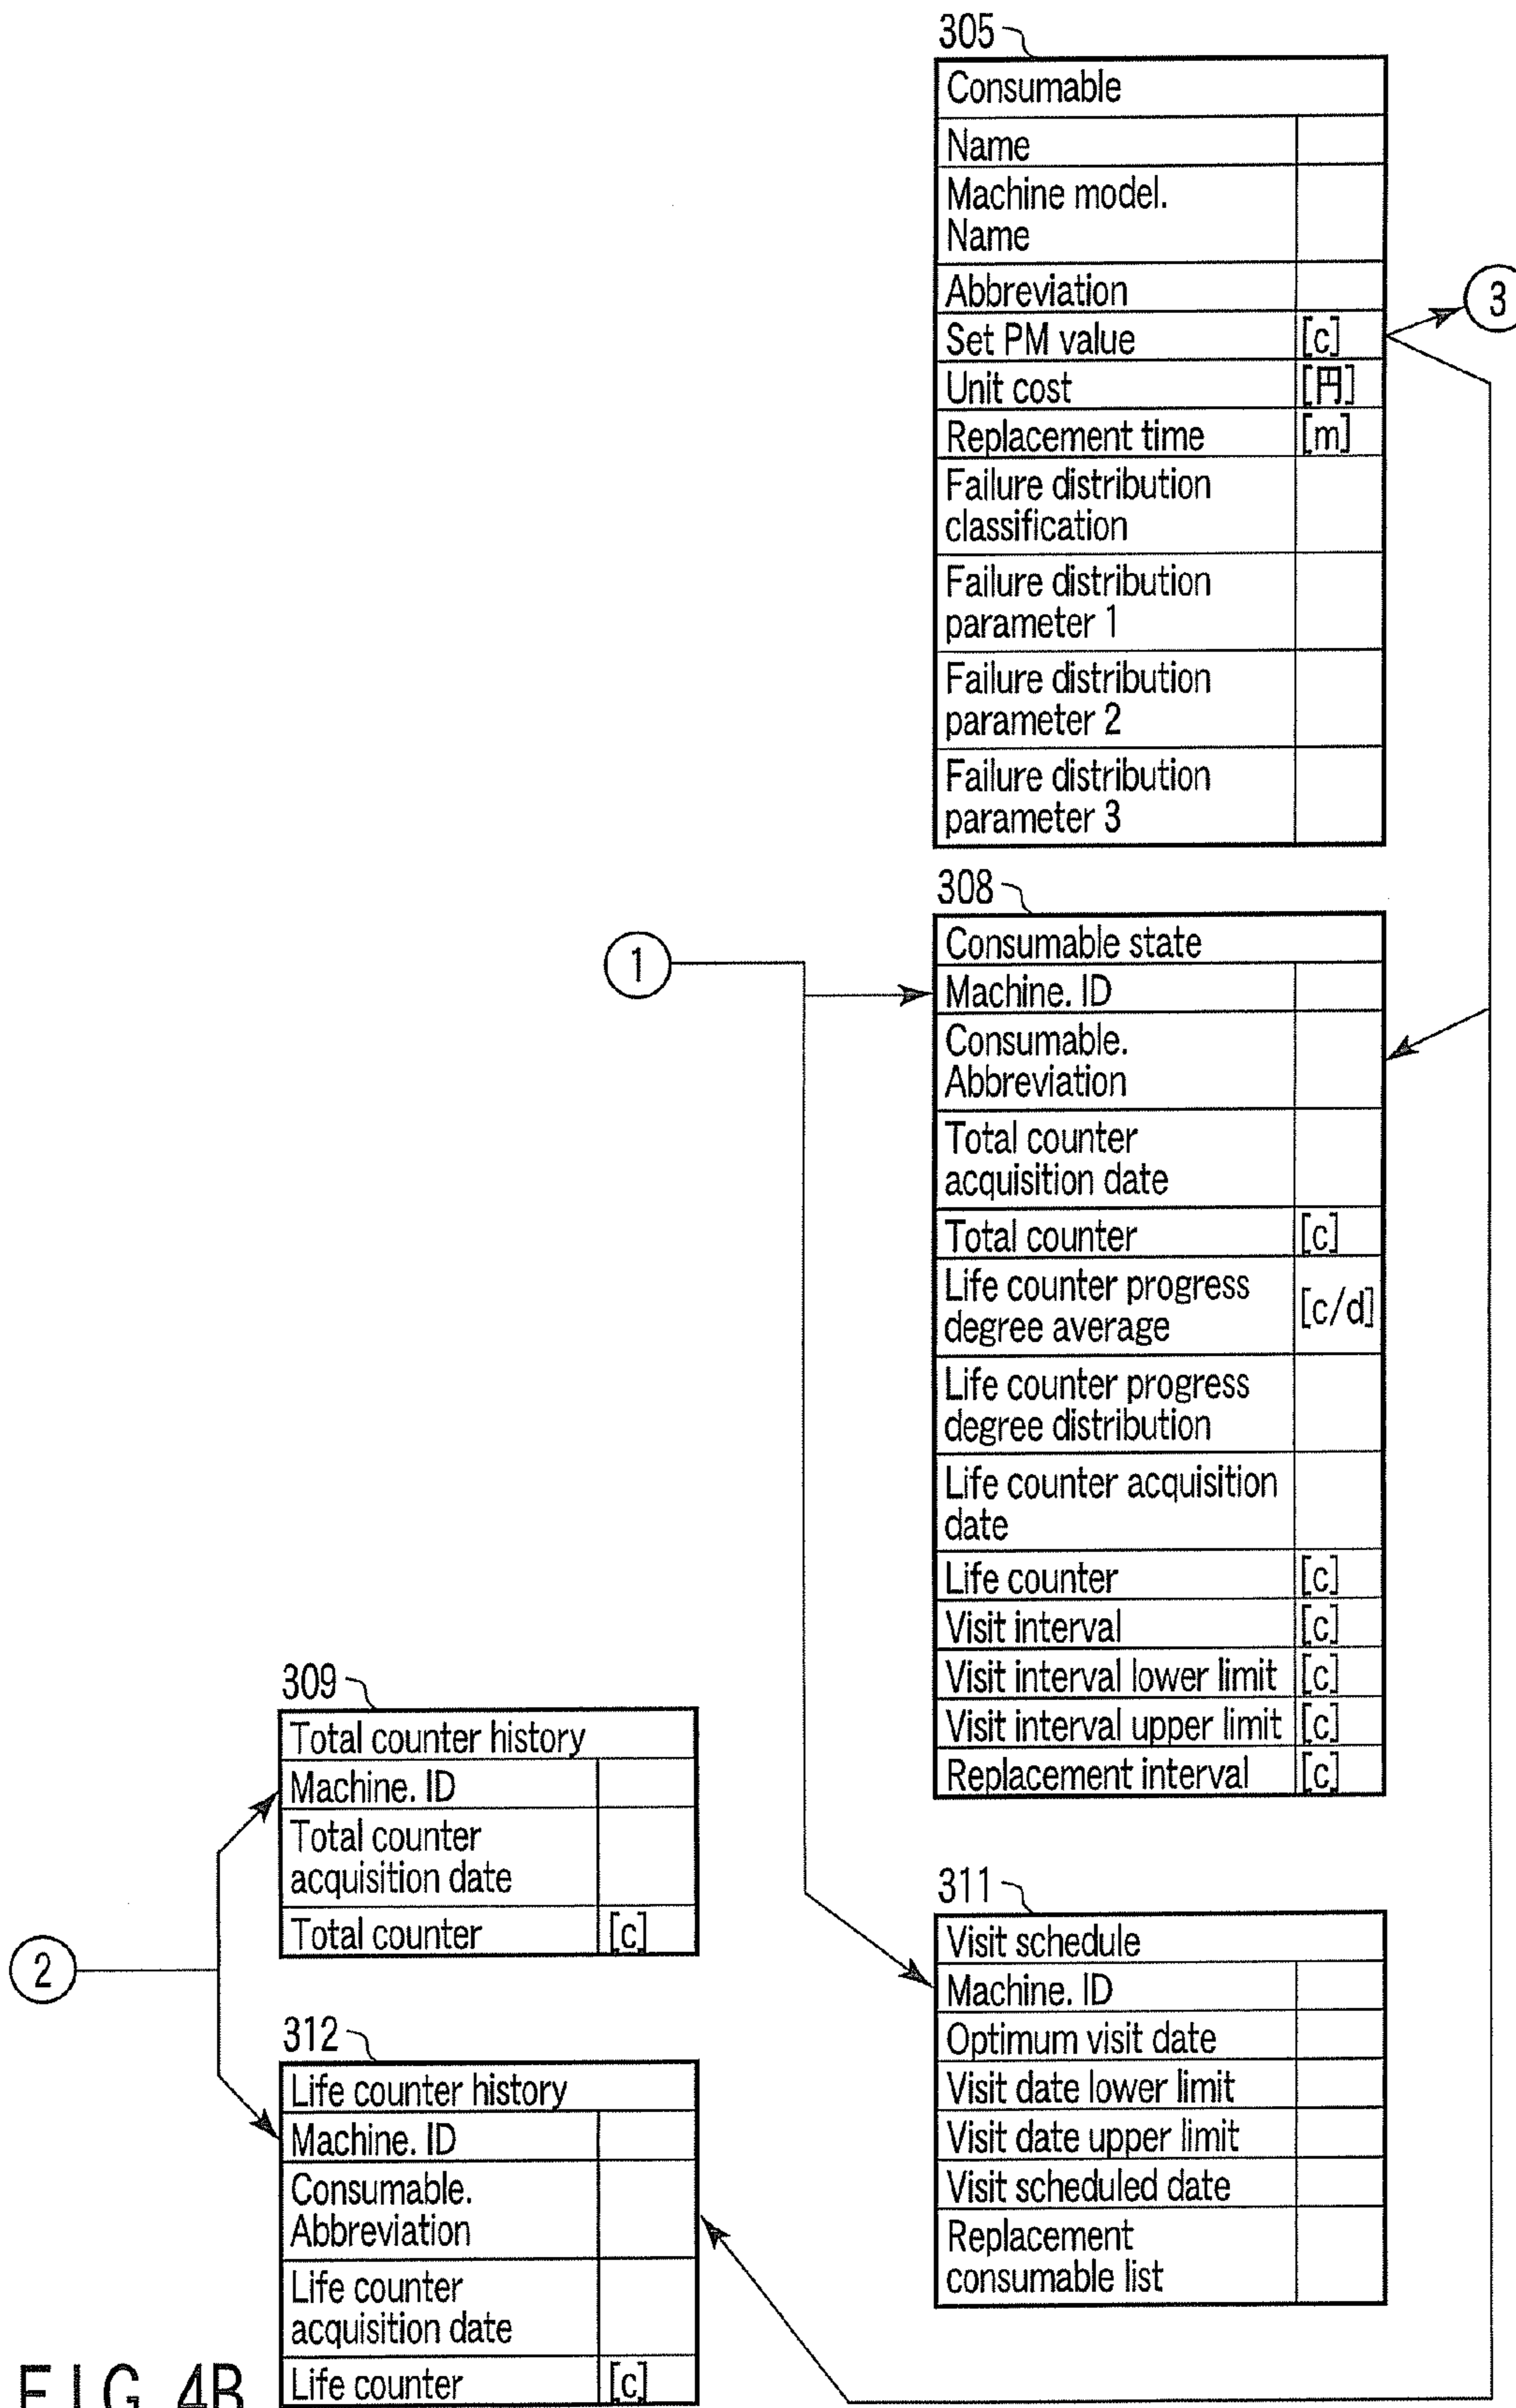 305
Consumable
Name
Machine model.
Name
Abbreviation
Set PM value [c]
Unit cost [円]
Replacement time [m]
Failure distribution
classification
Failure distribution
parameter 1
Failure distribution
parameter 2
Failure distribution
parameter 3
3
308
Consumable state
Machine. ID
Consumable.
Abbreviation
Total counter
acquisition date
Total counter [c]
Life counter progress
degree average [c/d]
Life counter progress
degree distribution
Life counter acquisition
date
Life counter [c]
Visit interval [c]
Visit interval lower limit [c]
Visit interval upper limit [c]
Replacement interval [c]
1
309
Total counter history
Machine. ID
Total counter
acquisition date
Total counter [c]
2
312
Life counter history
Machine. ID
Consumable.
Abbreviation
Life counter
acquisition date
Life counter [c]
311
Visit schedule
Machine. ID
Optimum visit date
Visit date lower limit
Visit date upper limit
Visit scheduled date
Replacement
consumable list
FIG. 4B